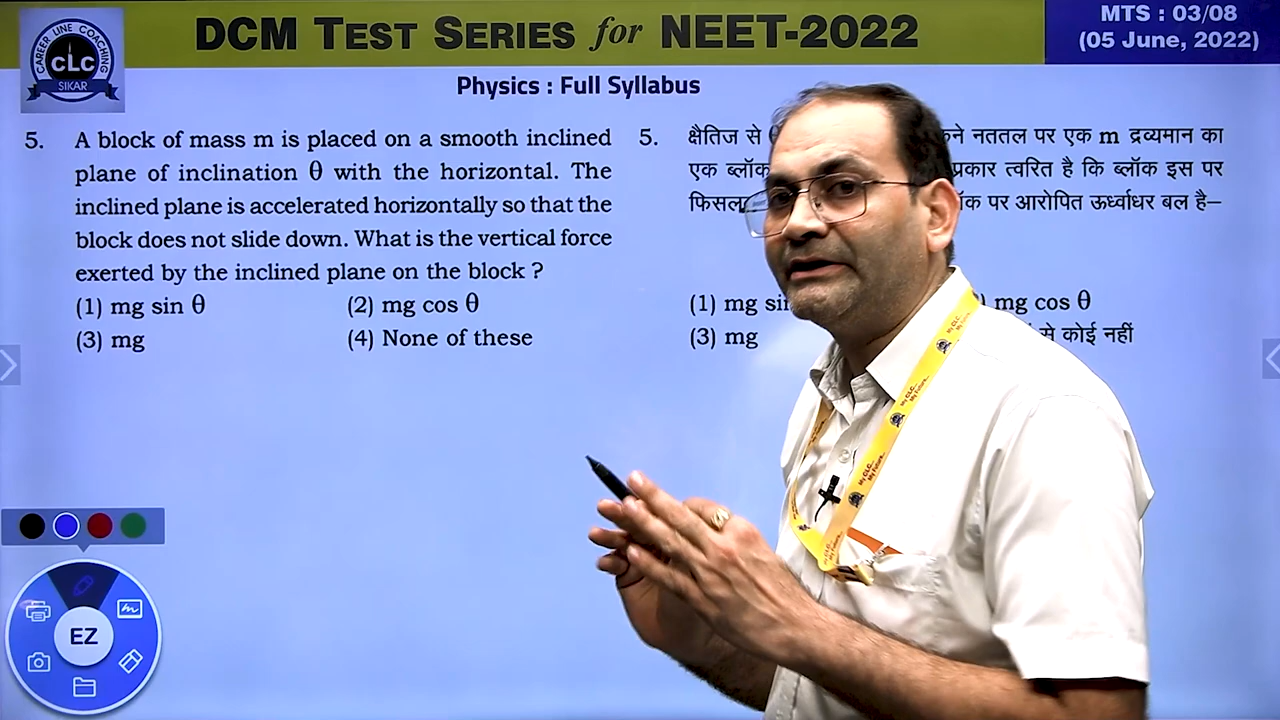 CAREER LINE COACHING
CLC
SIKAR
DCM TEST SERIES for NEET-2022
MTS : 03/08
(05 June, 2022)
Physics : Full Syllabus
5. A block of mass m is placed on a smooth inclined
plane of inclination θ with the horizontal. The
inclined plane is accelerated horizontally so that the
block does not slide down. What is the vertical force
exerted by the inclined plane on the block ?
(1) mg sin θ (2) mg cos θ
(3) mg (4) None of these
5. क्षैतिज से नततल पर एक m द्रव्यमान का
एक ब्लॉक प्रकार त्वरित है कि ब्लॉक इस पर
पर आरोपित ऊर्ध्वाधर बल है–
(1) mg mg cos θ
(3) mg से कोई नहीं
My CLC..
My Future..
EZ